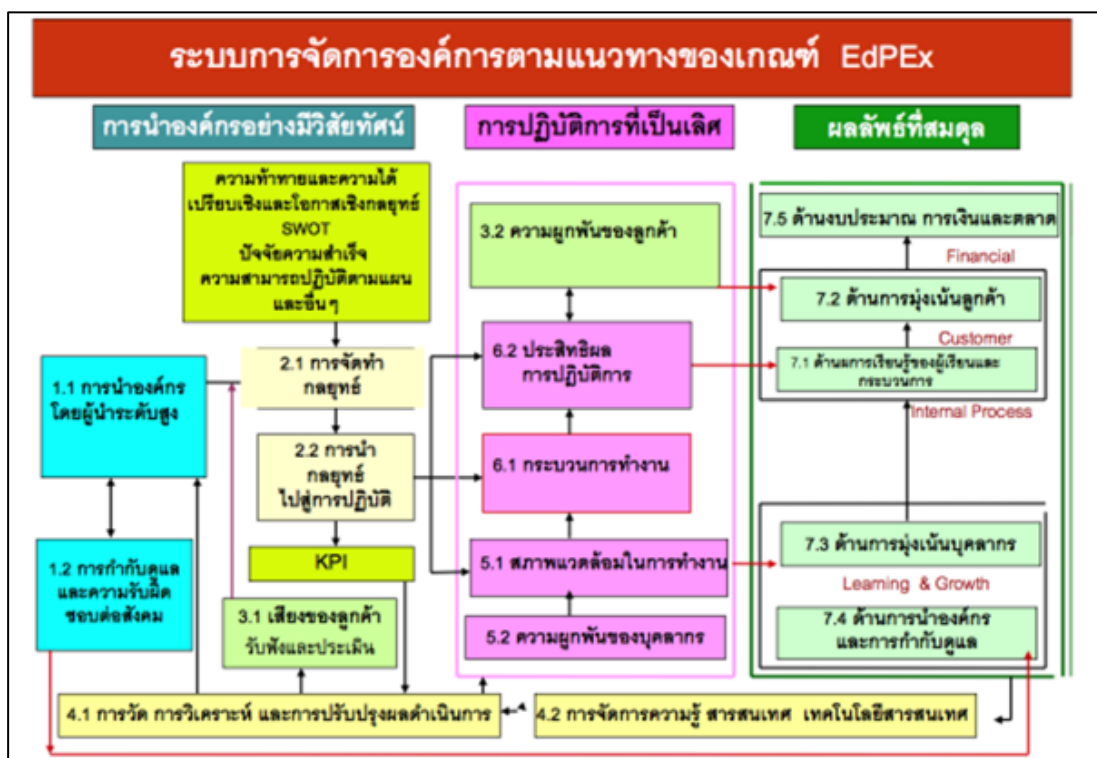 ระบบการจัดการองค์การตามแนวทางของเกณฑ์ EdPEx
การนำองค์กรอย่างมีวิสัยทัศน์
การปฏิบัติการที่เป็นเลิศ
ผลลัพธ์ที่สมดุล
ความท้าทายและความได้
เปรียบเชิงและโอกาสเชิงกลยุทธ์
SWOT
ปัจจัยความสำเร็จ
ความสามารถปฏิบัติตามแผน
และอื่นๆ
1.1 การนำองค์กร
โดยผู้นำระดับสูง
2.1 การจัดทำ
กลยุทธ์
2.2 การนำ
กลยุทธ์
ไปสู่การปฏิบัติ
KPI
1.2 การกำกับดูแล
และความรับผิด
ชอบต่อสังคม
3.1 เสียงของลูกค้า
รับฟังและประเมิน
3.2 ความผูกพันของลูกค้า
6.2 ประสิทธิผล
การปฏิบัติการ
6.1 กระบวนการทำงาน
5.1 สภาพแวดล้อมในการทำงาน
5.2 ความผูกพันของบุคลากร
7.5 ด้านงบประมาณ การเงินและตลาด
Financial
7.2 ด้านการมุ่งเน้นลูกค้า
Customer
7.1 ด้านผการเรียนรู้ของผู้เรียนและ
กระบวนการ
Internal Process
7.3 ด้านการมุ่งเน้นบุคลากร
Learning & Growth
7.4 ด้านการนำองค์กร
และการกำกับดูแล
4.1 การวัด การวิเคราะห์ และการปรับปรุงผลดำเนินการ
4.2 การจัดการความรู้ สารสนเทศ เทคโนโลยีสารสนเทศ